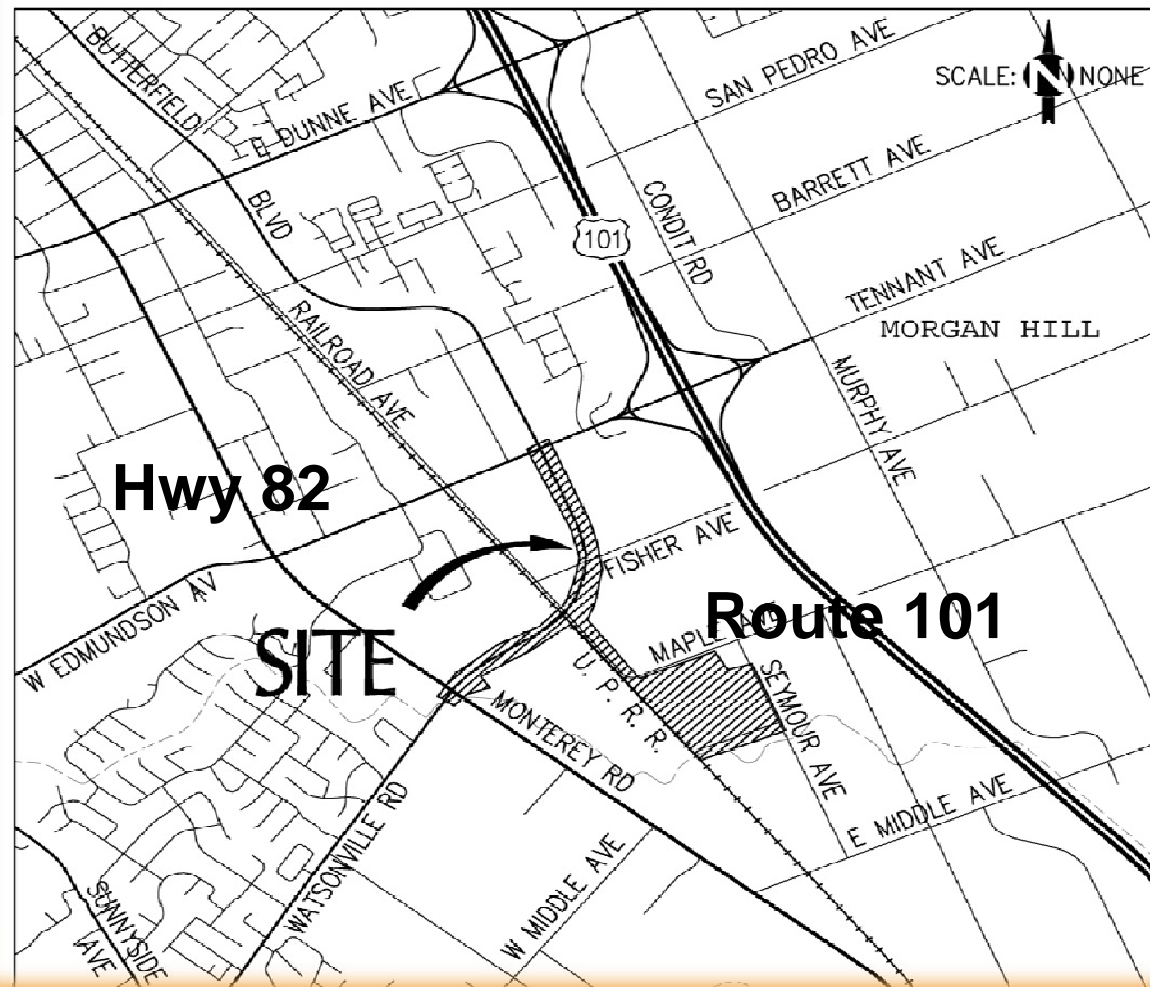 BUTTERFIELD
BLVD
E DUNNE AVE
SAN PEDRO AVE
SCALE: N NONE
BARRETT AVE
CONDIT RD
101
TENNANT AVE
MORGAN HILL
RAILROAD AVE
MURPHY AVE
Hwy 82
FISHER AVE
Route 101
W EDMUNDSON AV
SITE
MAPLE AVE
U. P. R. R.
SEYMOUR AVE
MONTEREY RD
E MIDDLE AVE
WATSONVILLE RD
W MIDDLE AVE
SUNNYSIDE
AVE